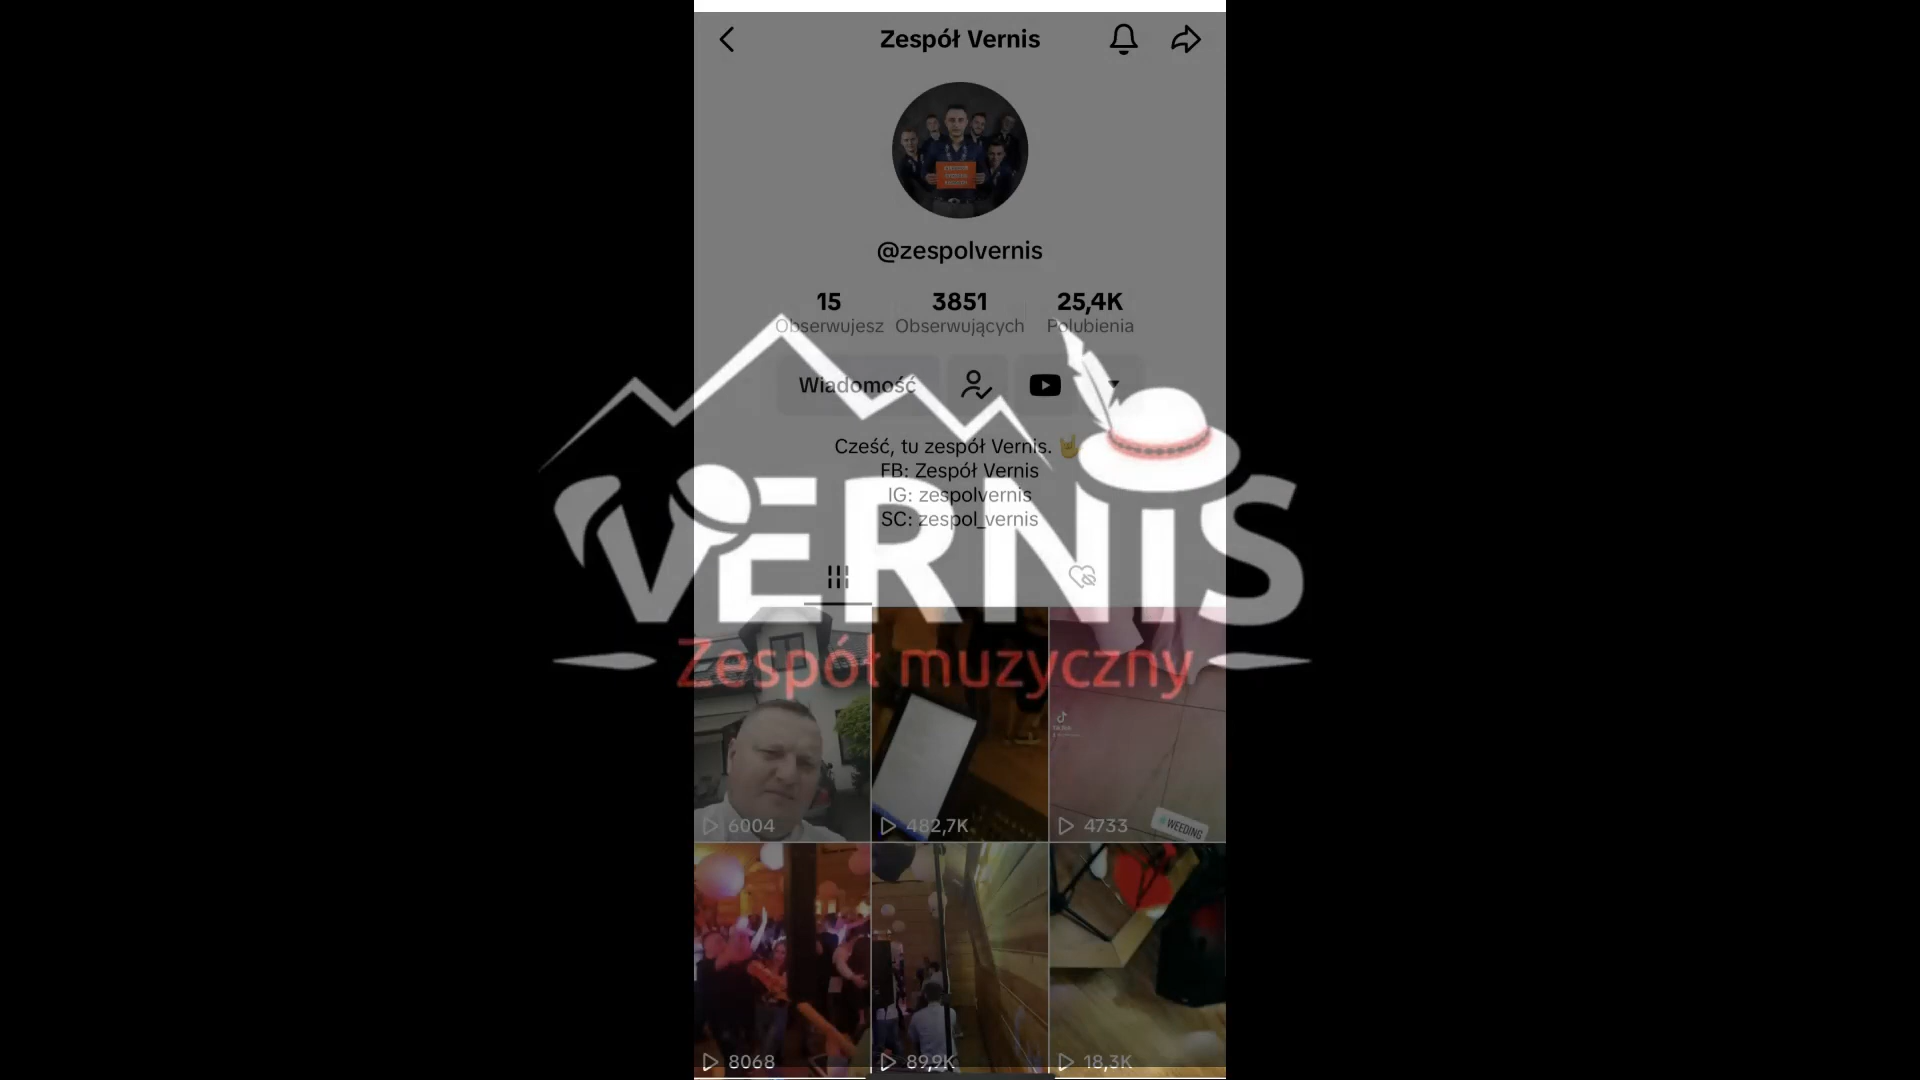 Zespół Vernis
@zespolvernis
15 3851 25,4K
Obserwujesz Obserwujących Polubienia
Wiadomość
Cześć, tu zespół Vernis. 🤘
FB: Zespół Vernis
IG: zespolvernis
SC: zespol_vernis
VERNIS
Zespół muzyczny
WEEDING
6004 482,7K 4733
8068 89,9K 18,3K